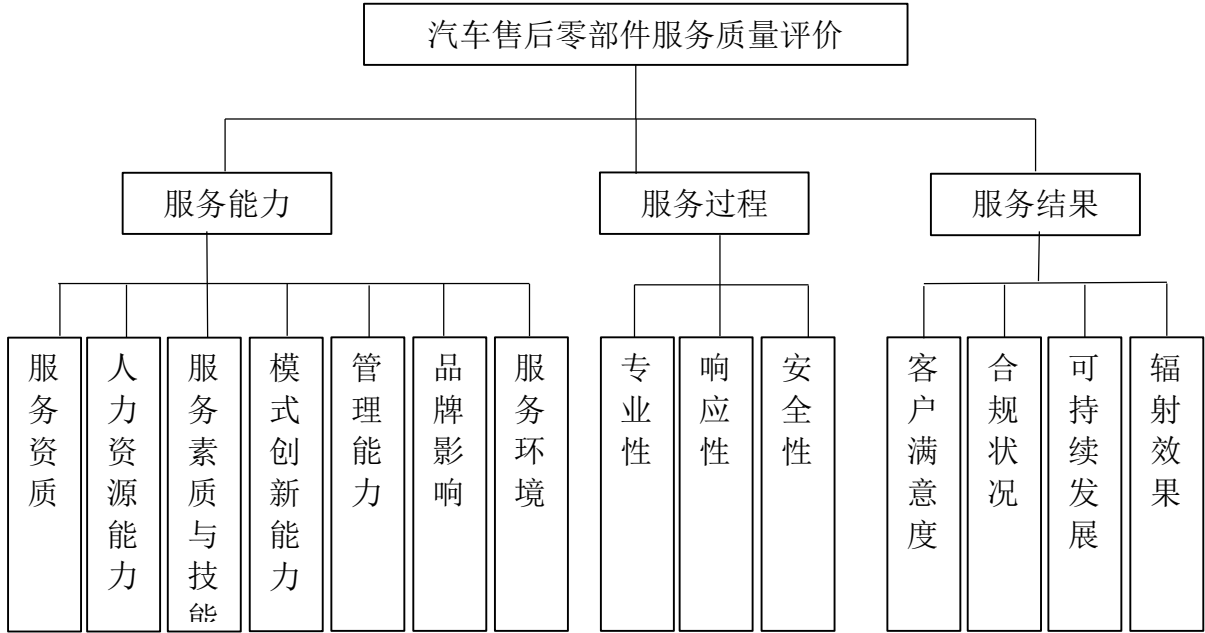 汽车售后零部件服务质量评价
服务能力
服务过程
服务结果
服务资质
人力资源能力
服务素质与技能
模式创新能力
管理能力
品牌影响
服务环境
专业性
响应性
安全性
客户满意度
合规状况
可持续发展
辐射效果